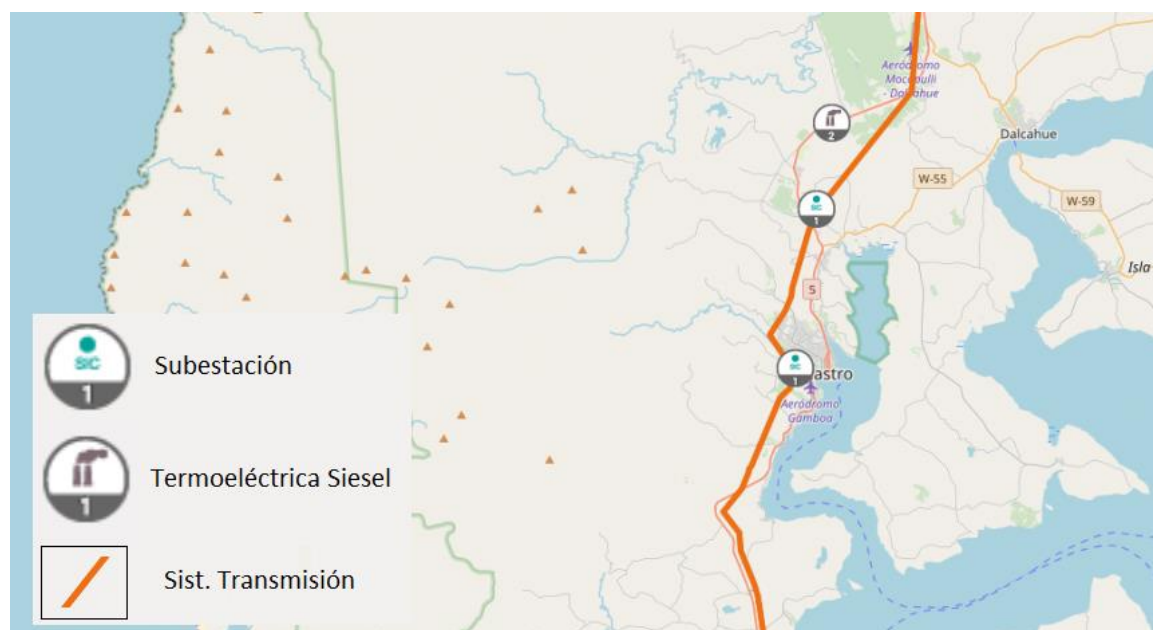 Aeródromo
Mocopulli
- Dalcahue
2
Dalcahue
W-55
W-59
SIC
1
Isla
5
SIC
1
astro
Aeródromo
Gamboa
SIC
1
Subestación
1
Termoeléctrica Siesel
Sist. Transmisión